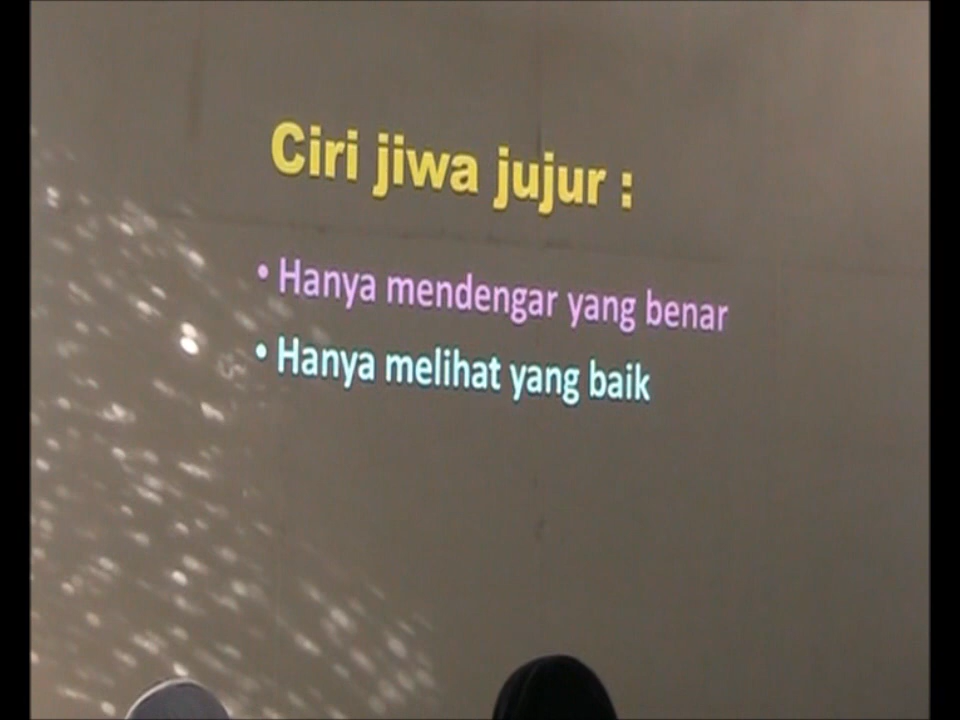 Ciri jiwa jujur :
• Hanya mendengar yang benar
• Hanya melihat yang baik